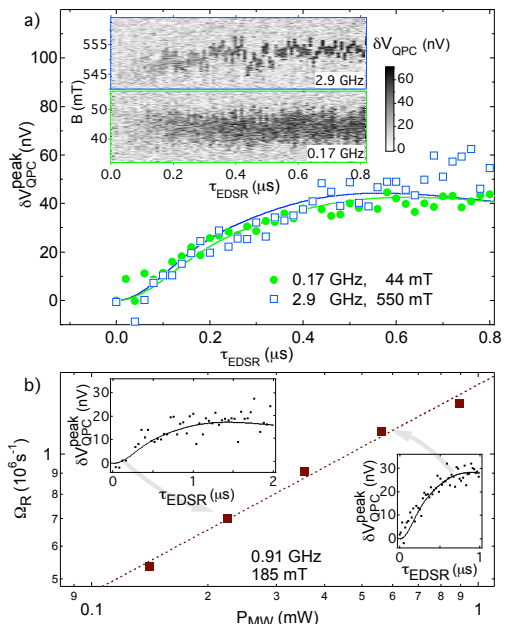 a)
100
80
60
40
20
0
δV_QPC^peak (nV)
555
545
B (mT)
50
40
2.9 GHz
0.17 GHz
0.0 0.2 0.4 0.6 0.8
τ_EDSR (μs)
δV_QPC (nV)
60
40
20
0
0.17 GHz, 44 mT
2.9 GHz, 550 mT
0.0 0.2 0.4 0.6 0.8
τ_EDSR (μs)
b)
Ω_R (10^6 s^-1)
1
9
8
7
6
5
δV_QPC^peak (nV)
30
20
10
0
0 1 2
τ_EDSR (μs)
δV_QPC^peak (nV)
30
20
10
0
0 1
τ_EDSR (μs)
0.91 GHz
185 mT
9 0.1 2 3 4 5 6 7 8 9 1
P_MW (mW)